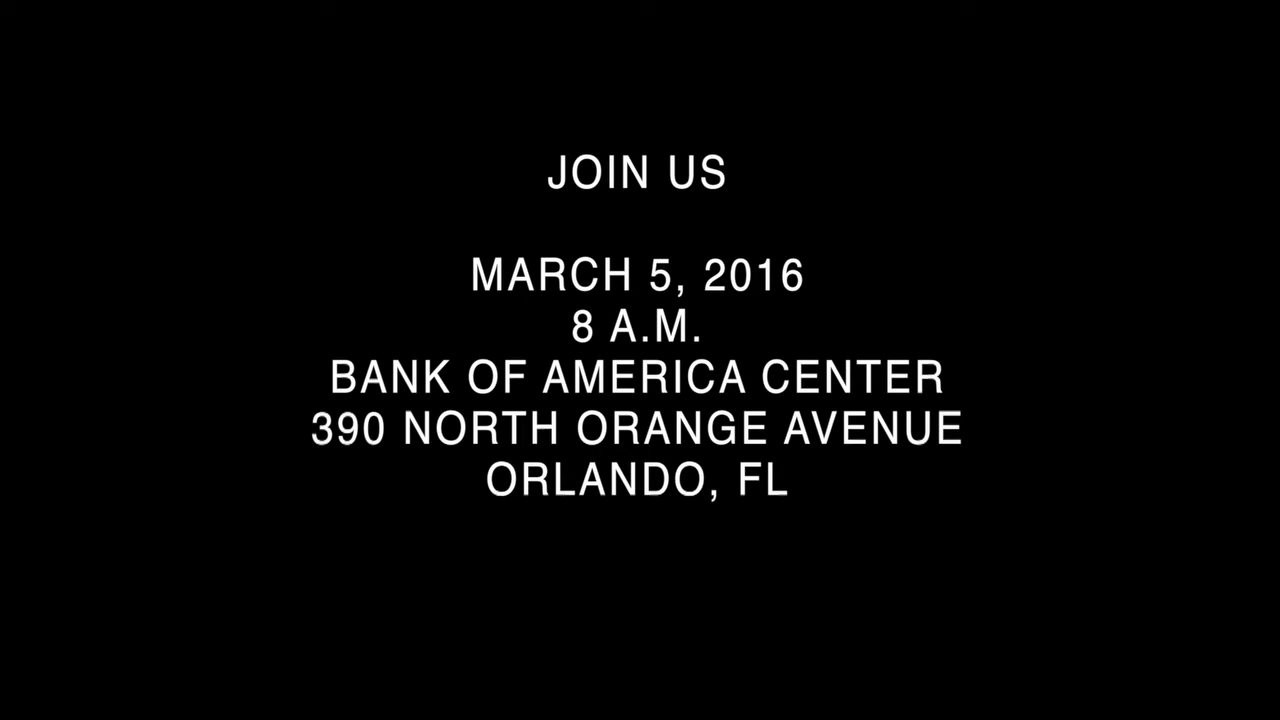 JOIN US
MARCH 5, 2016
8 A.M.
BANK OF AMERICA CENTER
390 NORTH ORANGE AVENUE
ORLANDO, FL